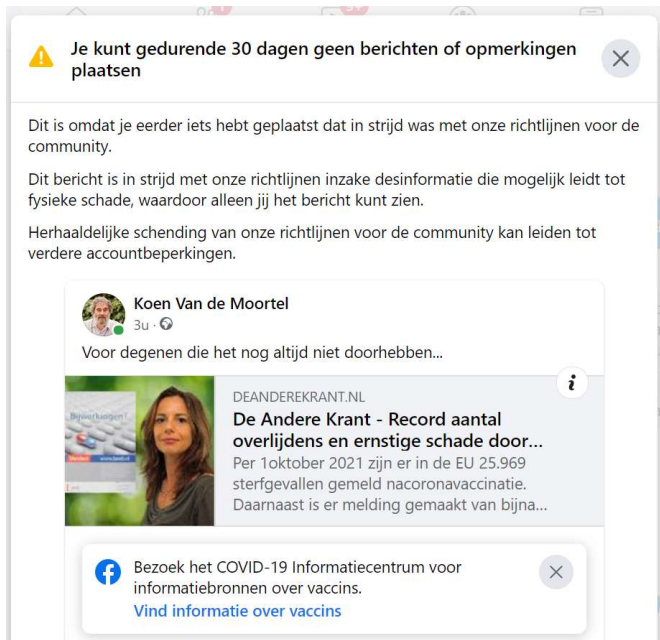 Je kunt gedurende 30 dagen geen berichten of opmerkingen
plaatsen
Dit is omdat je eerder iets hebt geplaatst dat in strijd was met onze richtlijnen voor de
community.
Dit bericht is in strijd met onze richtlijnen inzake desinformatie die mogelijk leidt tot
fysieke schade, waardoor alleen jij het bericht kunt zien.
Herhaaldelijke schending van onze richtlijnen voor de community kan leiden tot
verdere accountbeperkingen.
Koen Van de Moortel
3u ·
Voor degenen die het nog altijd niet doorhebben...
Bijwerkingen?
DEANDEREKRANT.NL
De Andere Krant - Record aantal
overlijdens en ernstige schade door...
Per 1oktober 2021 zijn er in de EU 25.969
sterfgevallen gemeld nacoronavaccinatie.
Daarnaast is er melding gemaakt van bijna...
Bezoek het COVID-19 Informatiecentrum voor
informatiebronnen over vaccins.
Vind informatie over vaccins